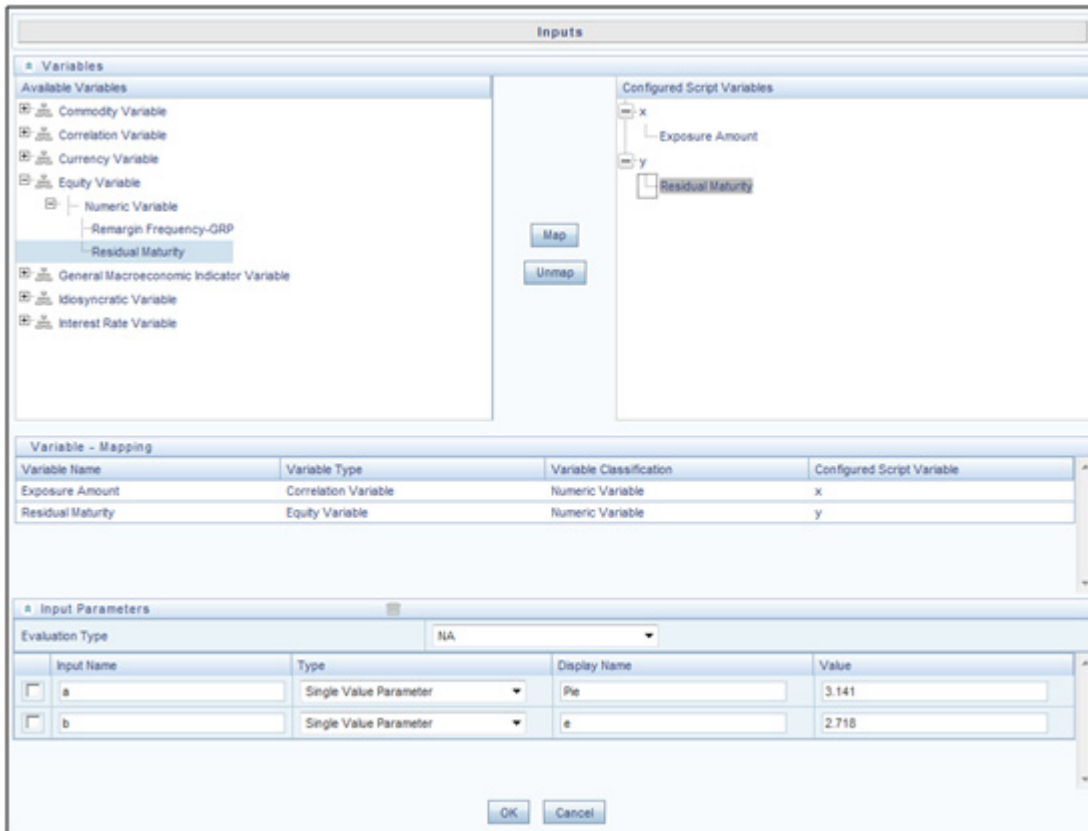 Inputs
Variables
Available Variables
Commodity Variable
Correlation Variable
Currency Variable
Equity Variable
Numeric Variable
Remargin Frequency-GRP
Residual Maturity
General Macroeconomic Indicator Variable
Idiosyncratic Variable
Interest Rate Variable
Map
Unmap
Configured Script Variables
x
Exposure Amount
y
Residual Maturity
Variable - Mapping
Variable Name Variable Type Variable Classification Configured Script Variable
Exposure Amount Correlation Variable Numeric Variable x
Residual Maturity Equity Variable Numeric Variable y
Input Parameters
Evaluation Type NA
Input Name Type Display Name Value
a Single Value Parameter Pie 3.141
b Single Value Parameter e 2.718
OK Cancel